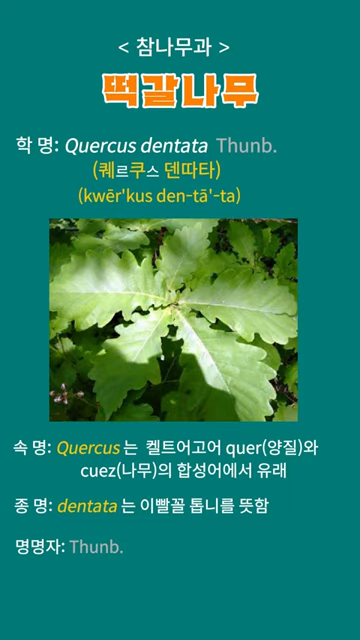 < 참나무과 >
떡갈나무
학 명: Quercus dentata Thunb.
(퀘르쿠스 덴따타)
(kwĕr'kus den-tā'-ta)
속 명: Quercus 는 켈트어고어 quer(양질)와
cuez(나무)의 합성어에서 유래
종 명: dentata 는 이빨꼴 톱니를 뜻함
명명자: Thunb.